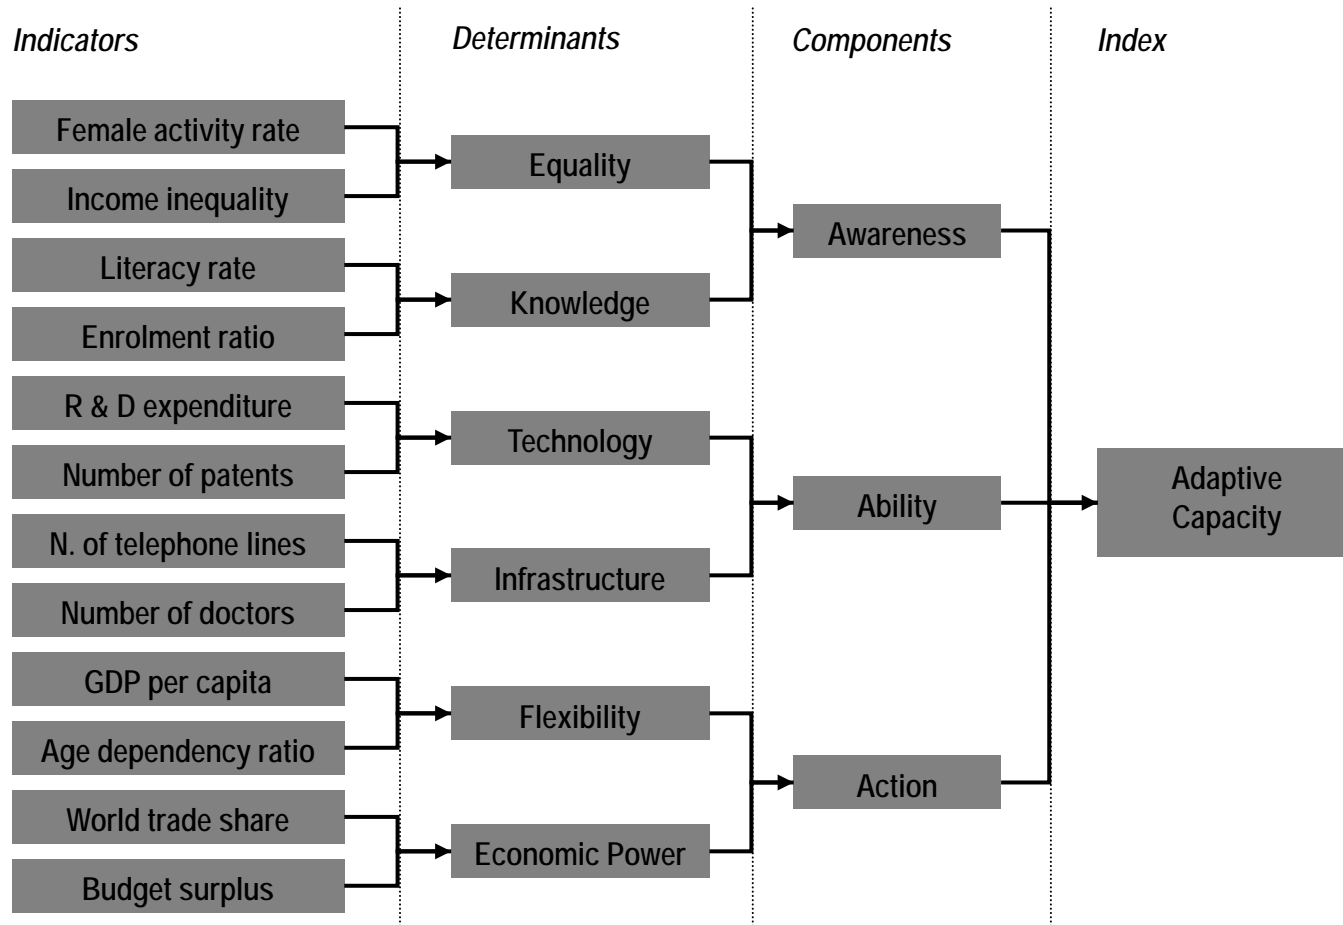 Indicators
Determinants
Components
Index
Female activity rate
Income inequality
Literacy rate
Enrolment ratio
R & D expenditure
Number of patents
N. of telephone lines
Number of doctors
GDP per capita
Age dependency ratio
World trade share
Budget surplus
Equality
Knowledge
Technology
Infrastructure
Flexibility
Economic Power
Awareness
Ability
Action
Adaptive
Capacity